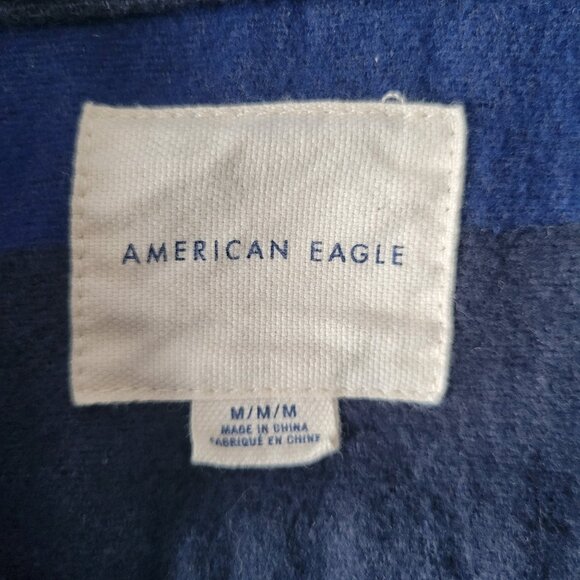 AMERICAN EAGLE
M/M/M
MADE IN CHINA
FABRIQUÉ EN CHINE